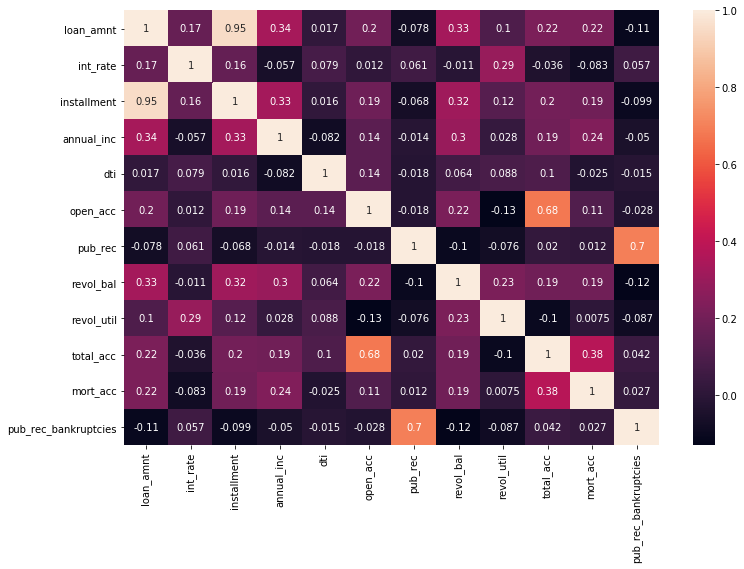 loan_amnt 1 0.17 0.95 0.34 0.017 0.2 -0.078 0.33 0.1 0.22 0.22 -0.11
int_rate 0.17 1 0.16 -0.057 0.079 0.012 0.061 -0.011 0.29 -0.036 -0.083 0.057
installment 0.95 0.16 1 0.33 0.016 0.19 -0.068 0.32 0.12 0.2 0.19 -0.099
annual_inc 0.34 -0.057 0.33 1 -0.082 0.14 -0.014 0.3 0.028 0.19 0.24 -0.05
dti 0.017 0.079 0.016 -0.082 1 0.14 -0.018 0.064 0.088 0.1 -0.025 -0.015
open_acc 0.2 0.012 0.19 0.14 0.14 1 -0.018 0.22 -0.13 0.68 0.11 -0.028
pub_rec -0.078 0.061 -0.068 -0.014 -0.018 -0.018 1 -0.1 -0.076 0.02 0.012 0.7
revol_bal 0.33 -0.011 0.32 0.3 0.064 0.22 -0.1 1 0.23 0.19 0.19 -0.12
revol_util 0.1 0.29 0.12 0.028 0.088 -0.13 -0.076 0.23 1 -0.1 0.0075 -0.087
total_acc 0.22 -0.036 0.2 0.19 0.1 0.68 0.02 0.19 -0.1 1 0.38 0.042
mort_acc 0.22 -0.083 0.19 0.24 -0.025 0.11 0.012 0.19 0.0075 0.38 1 0.027
pub_rec_bankruptcies -0.11 0.057 -0.099 -0.05 -0.015 -0.028 0.7 -0.12 -0.087 0.042 0.027 1
loan_amnt int_rate installment annual_inc dti open_acc pub_rec revol_bal revol_util total_acc mort_acc pub_rec_bankruptcies
1.0
0.8
0.6
0.4
0.2
0.0